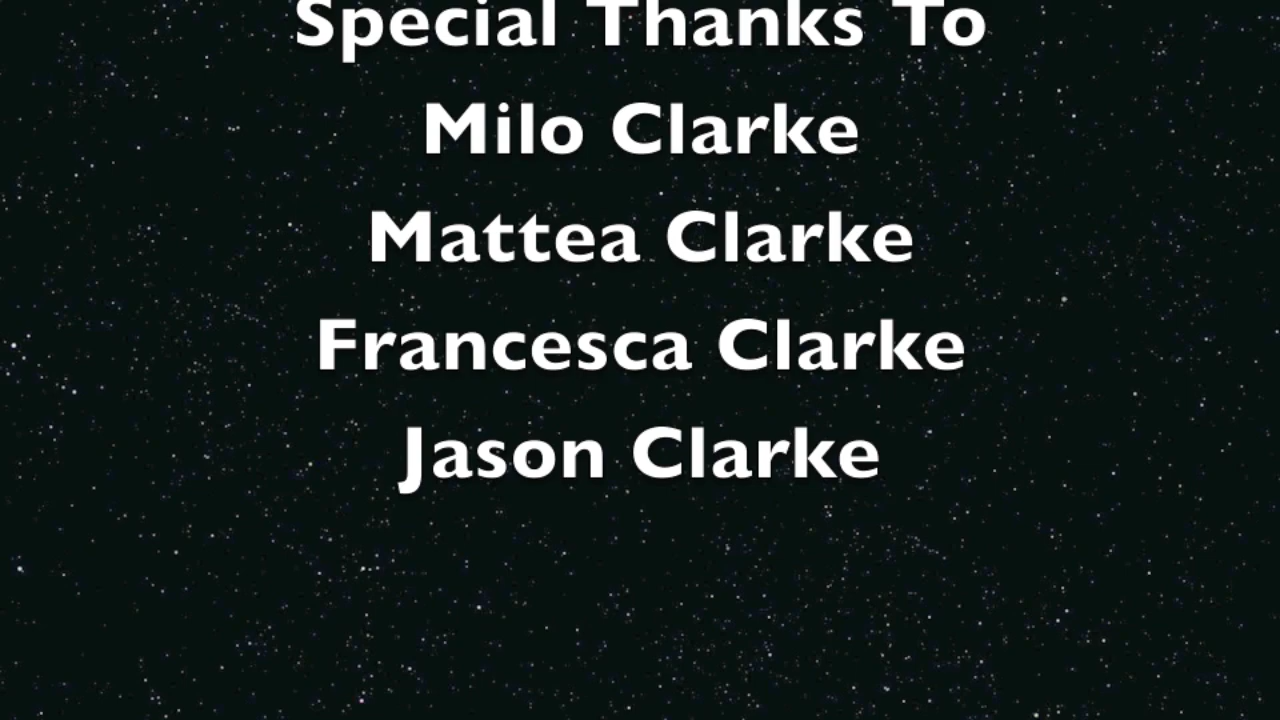 Special Thanks To
Milo Clarke
Mattea Clarke
Francesca Clarke
Jason Clarke